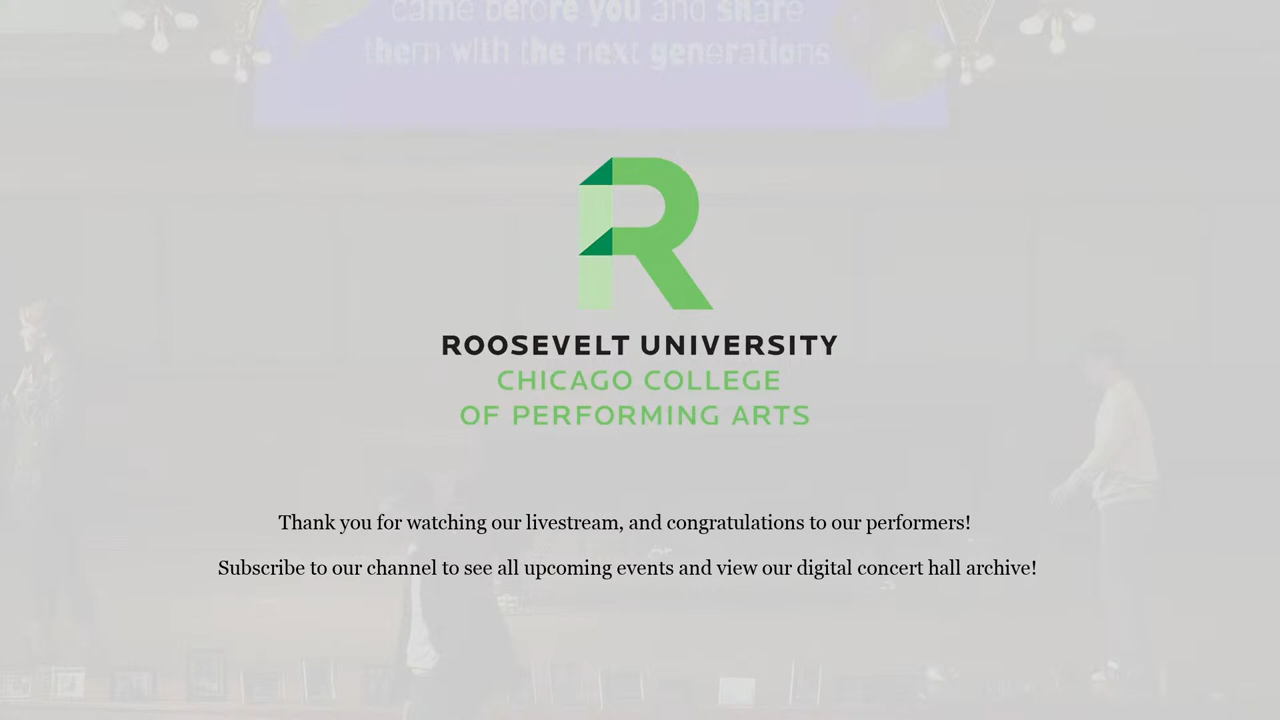 came before you and share
them with the next generations
R
ROOSEVELT UNIVERSITY
CHICAGO COLLEGE
OF PERFORMING ARTS
Thank you for watching our livestream, and congratulations to our performers!
Subscribe to our channel to see all upcoming events and view our digital concert hall archive!